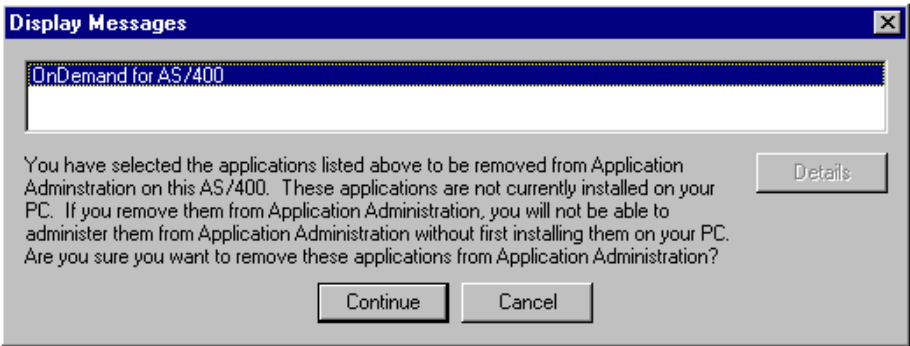 Display Messages
OnDemand for AS/400
You have selected the applications listed above to be removed from Application
Adminstration on this AS/400.  These applications are not currently installed on your
PC.  If you remove them from Application Administration, you will not be able to
administer them from Application Administration without first installing them on your PC.
Are you sure you want to remove these applications from Application Administration?
Details
Continue
Cancel